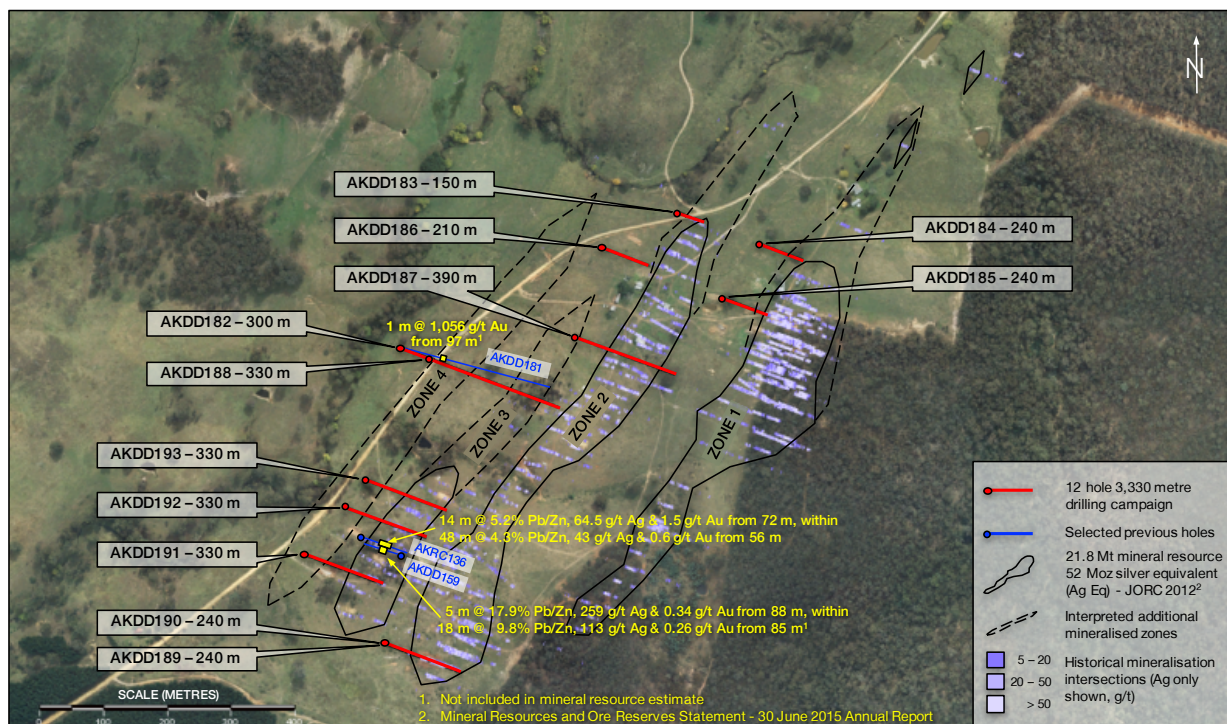 N
AKDD183 – 150 m
AKDD186 – 210 m
AKDD187 – 390 m
AKDD182 – 300 m
AKDD188 – 330 m
AKDD184 – 240 m
AKDD185 – 240 m
1 m @ 1,056 g/t Au
from 97 m¹
AKDD181
ZONE 4
ZONE 3
ZONE 2
ZONE 1
AKDD193 – 330 m
AKDD192 – 330 m
AKDD191 – 330 m
AKDD190 – 240 m
AKDD189 – 240 m
14 m @ 5.2% Pb/Zn, 64.5 g/t Ag & 1.5 g/t Au from 72 m, within
48 m @ 4.3% Pb/Zn, 43 g/t Ag & 0.6 g/t Au from 56 m
AKRC136
AKDD159
5 m @ 17.9% Pb/Zn, 259 g/t Ag & 0.34 g/t Au from 88 m, within
18 m @ 9.8% Pb/Zn, 113 g/t Ag & 0.26 g/t Au from 85 m¹
SCALE (METRES)
0 100 200 300 400
1. Not included in mineral resource estimate
2. Mineral Resources and Ore Reserves Statement - 30 June 2015 Annual Report
12 hole 3,330 metre
drilling campaign
Selected previous holes
21.8 Mt mineral resource
52 Moz silver equivalent
(Ag Eq) - JORC 2012²
Interpreted additional
mineralised zones
5 – 20
20 – 50
> 50
Historical mineralisation
intersections (Ag only
shown, g/t)